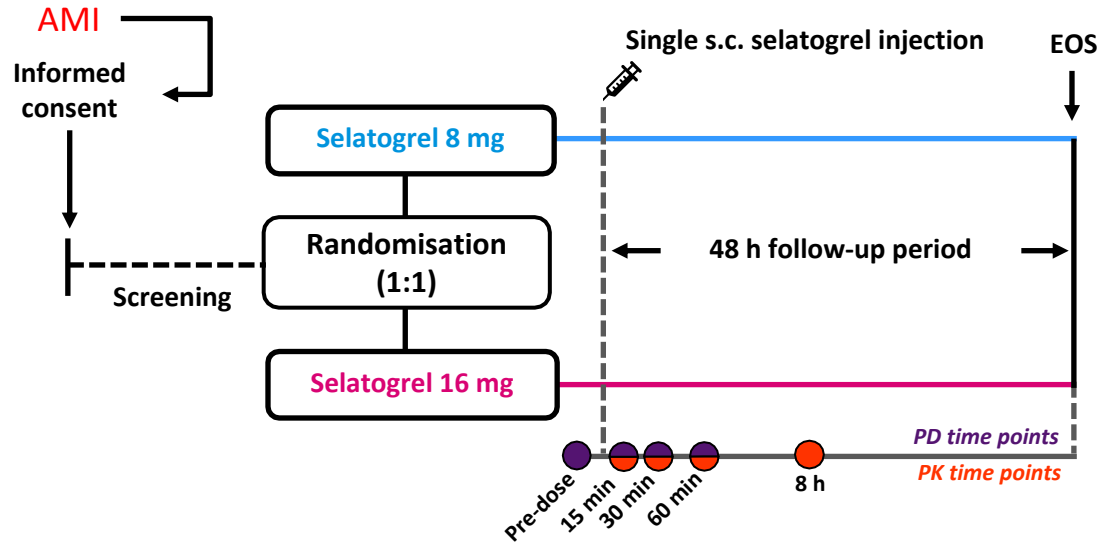 AMI
Informed
consent
Single s.c. selatogrel injection
EOS
Selatogrel 8 mg
Randomisation
(1:1)
48 h follow-up period
Screening
Selatogrel 16 mg
PD time points
PK time points
Pre-dose
15 min
30 min
60 min
8 h